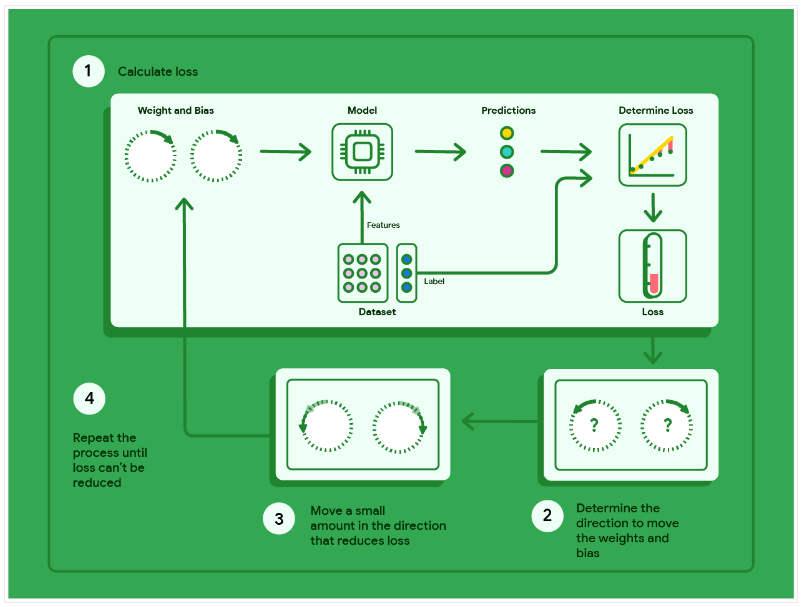 1
Calculate loss
Weight and Bias
Model
Predictions
Determine Loss
Features
Label
Dataset
Loss
4
Repeat the
process until
loss can't be
reduced
?
?
3
Move a small
amount in the direction
that reduces loss
2
Determine the
direction to move
the weights and
bias